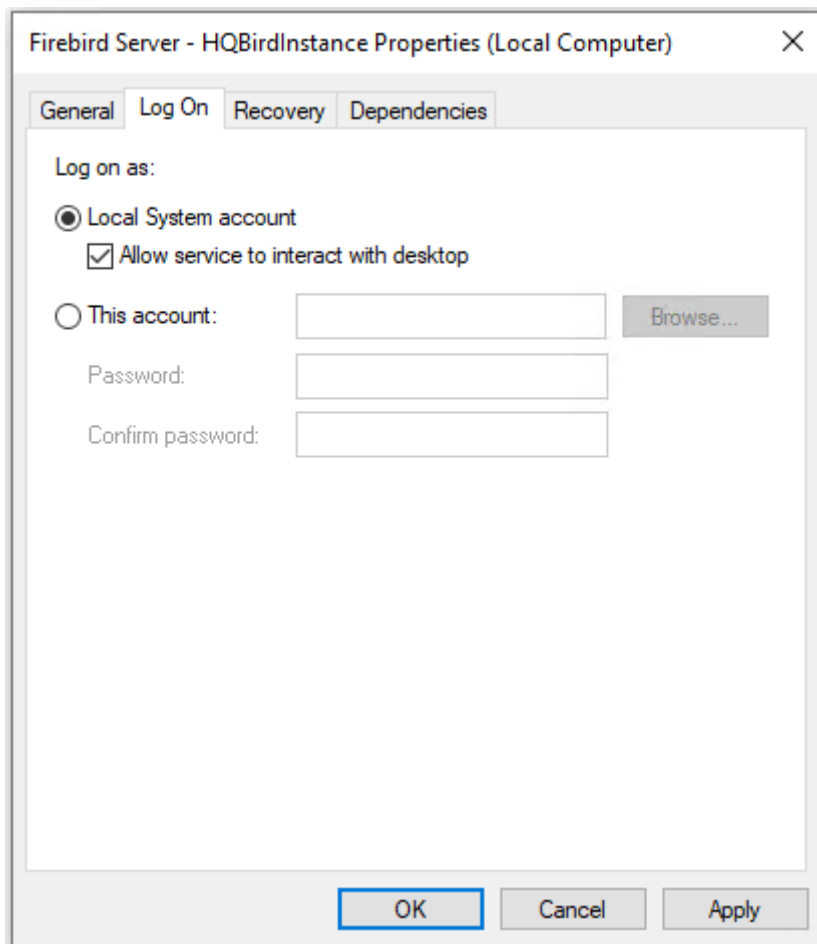 Firebird Server - HQBirdInstance Properties (Local Computer)
General Log On Recovery Dependencies
Log on as:
Local System account
Allow service to interact with desktop
This account:
Browse...
Password:
Confirm password:
OK Cancel Apply